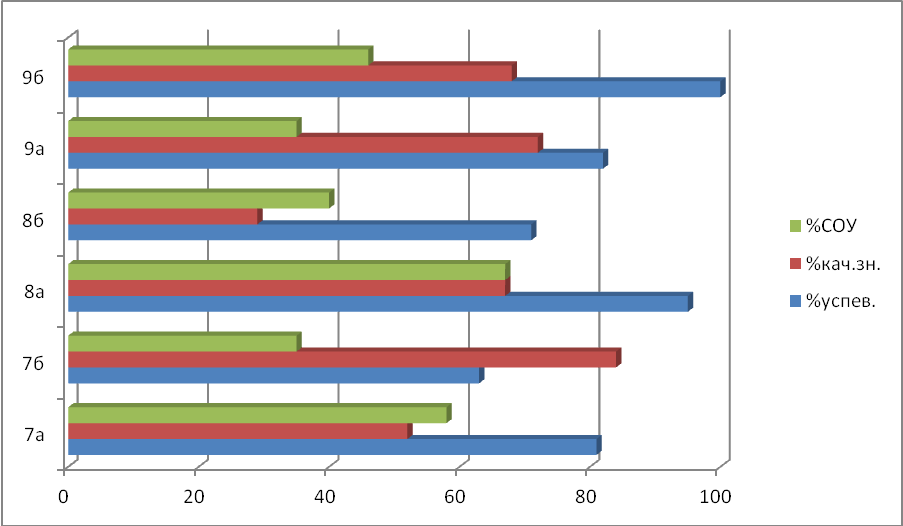 9б
9а
8б
8а
7б
7а
0 20 40 60 80 100
%СОУ
%кач.зн.
%успев.